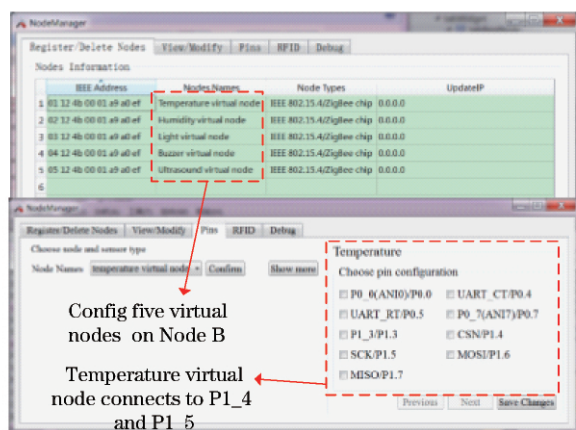 NodeManager
Register/Delete Nodes View/Modify Pins RFID Debug
Nodes Information
IEEE Address Nodes Names Node Types UpdateIP
1 01 12 4b 00 01 a9 a0 ef Temperature virtual node IEEE 802.15.4/ZigBee chip 0.0.0.0
2 02 12 4b 00 01 a9 a0 ef Humidity virtual node IEEE 802.15.4/ZigBee chip 0.0.0.0
3 03 12 4b 00 01 a9 a0 ef Light virtual node IEEE 802.15.4/ZigBee chip 0.0.0.0
4 04 12 4b 00 01 a9 a0 ef Buzzer virtual node IEEE 802.15.4/ZigBee chip 0.0.0.0
5 05 12 4b 00 01 a9 a0 ef Ultrasound virtual node IEEE 802.15.4/ZigBee chip 0.0.0.0
6
NodeManager
Register/Delete Nodes View/Modify Pins RFID Debug
Choose node and sensor type
Node Names temperature virtual node Confirm Show more
Temperature
Choose pin configuration
P0_0(ANI0)/P0.0 UART_CT/P0.4
UART_RT/P0.5 P0_7(ANI7)/P0.7
P1_3/P1.3 CSN/P1.4
SCK/P1.5 MOSI/P1.6
MISO/P1.7
Previous Next Save Changes
Config five virtual
nodes on Node B
Temperature virtual
node connects to P1_4
and P1_5